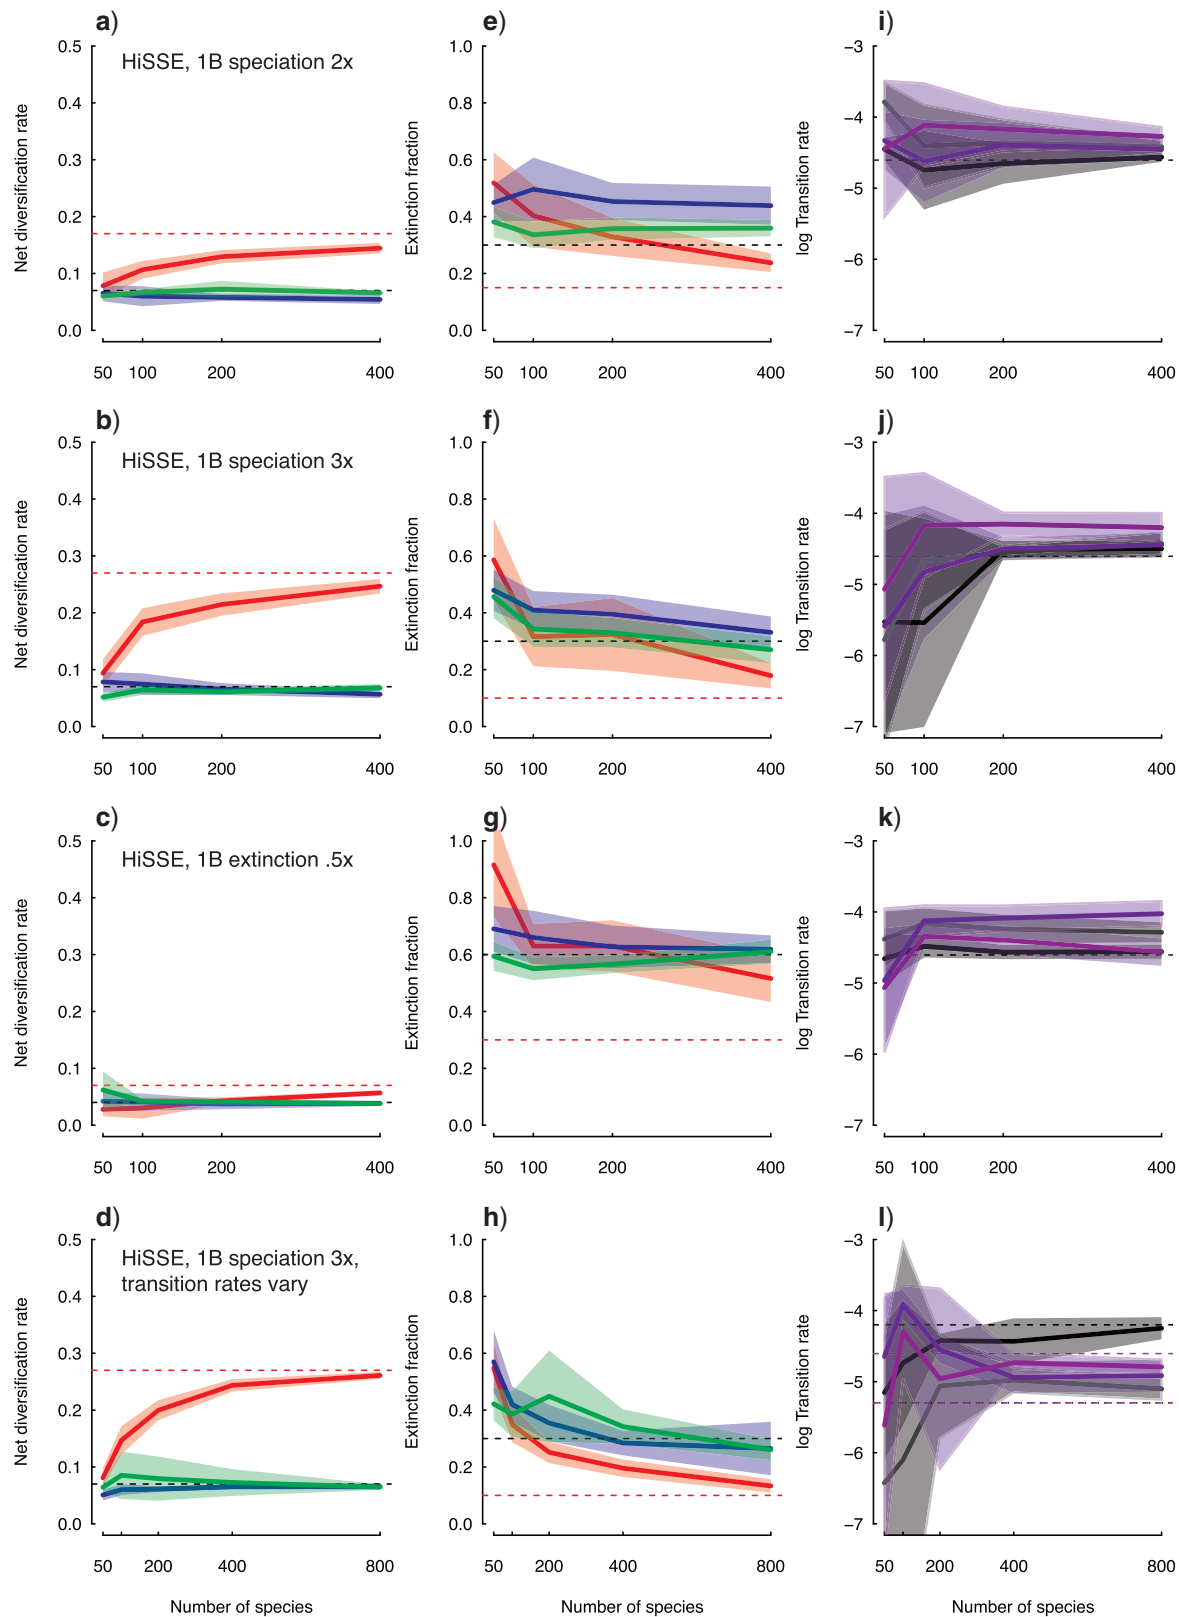 a)
e)
i)
HiSSE, 1B speciation 2x
Net diversification rate
0.5
0.4
0.3
0.2
0.1
0.0
50 100 200 400
Extinction fraction
1.0
0.8
0.6
0.4
0.2
0.0
50 100 200 400
log Transition rate
−3
−4
−5
−6
−7
50 100 200 400
b)
f)
j)
HiSSE, 1B speciation 3x
Net diversification rate
0.5
0.4
0.3
0.2
0.1
0.0
50 100 200 400
Extinction fraction
1.0
0.8
0.6
0.4
0.2
0.0
50 100 200 400
log Transition rate
−3
−4
−5
−6
−7
50 100 200 400
c)
g)
k)
HiSSE, 1B extinction .5x
Net diversification rate
0.5
0.4
0.3
0.2
0.1
0.0
50 100 200 400
Extinction fraction
1.0
0.8
0.6
0.4
0.2
0.0
50 100 200 400
log Transition rate
−3
−4
−5
−6
−7
50 100 200 400
d)
h)
l)
HiSSE, 1B speciation 3x,
transition rates vary
Net diversification rate
0.5
0.4
0.3
0.2
0.1
0.0
50 200 400 800
Number of species
Extinction fraction
1.0
0.8
0.6
0.4
0.2
0.0
50 200 400 800
Number of species
log Transition rate
−3
−4
−5
−6
−7
50 200 400 800
Number of species